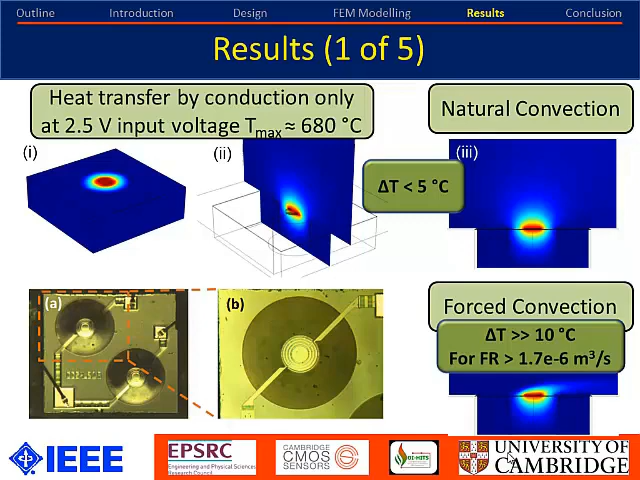 Outline Introduction Design FEM Modelling Results Conclusion
Results (1 of 5)
Heat transfer by conduction only
at 2.5 V input voltage Tmax ≈ 680 °C
Natural Convection
(i)
(ii)
(iii)
ΔT < 5 °C
(a)
(b)
Forced Convection
ΔT >> 10 °C
For FR > 1.7e-6 m³/s
IEEE
EPSRC
Engineering and Physical Sciences
Research Council
CAMBRIDGE
CMOS
SENSORS
UNIVERSITY OF
CAMBRIDGE